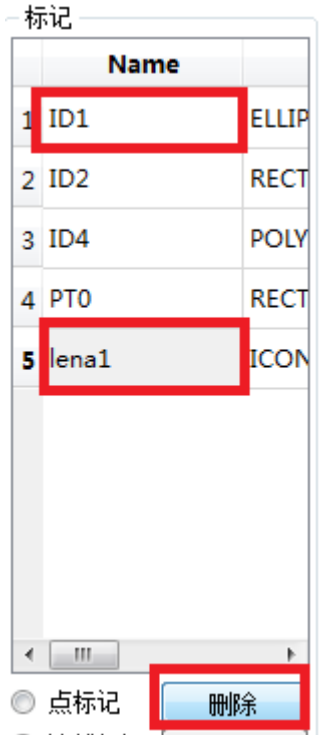 标记
Name
1 ID1 ELLIP
2 ID2 RECT
3 ID4 POLY
4 PT0 RECT
5 lena1 ICON
点标记 删除